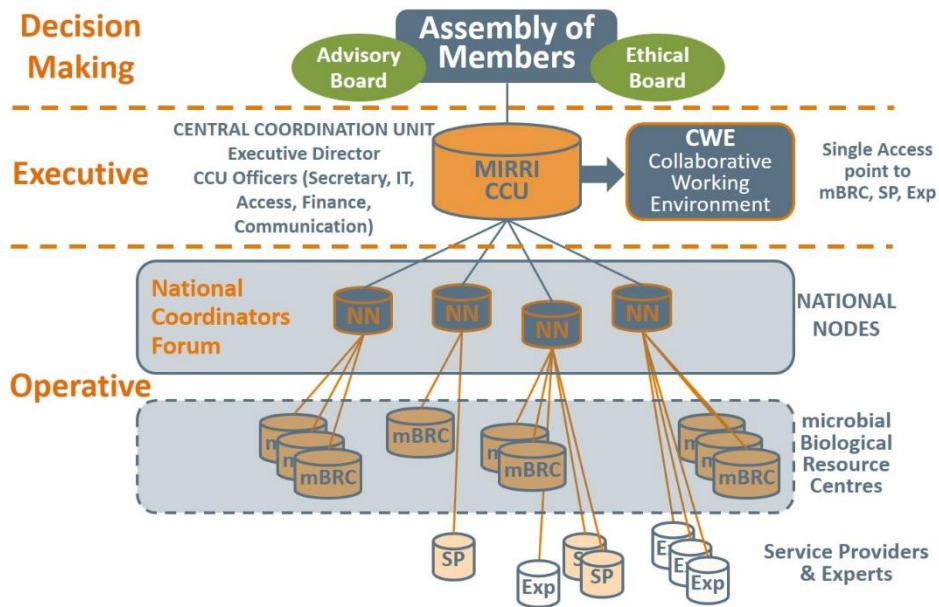 Decision
Making
Assembly of
Members
Advisory
Board
Ethical
Board
Executive
CENTRAL COORDINATION UNIT
Executive Director
CCU Officers (Secretary, IT,
Access, Finance,
Communication)
MIRRI
CCU
CWE
Collaborative
Working
Environment
Single Access
point to
mBRC, SP, Exp
Operative
National
Coordinators
Forum
NN
NN
NN
NN
NATIONAL
NODES
mBRC
mBRC
mBRC
mBRC
microbial
Biological
Resource
Centres
SP
Exp
SP
Exp
Service Providers
& Experts